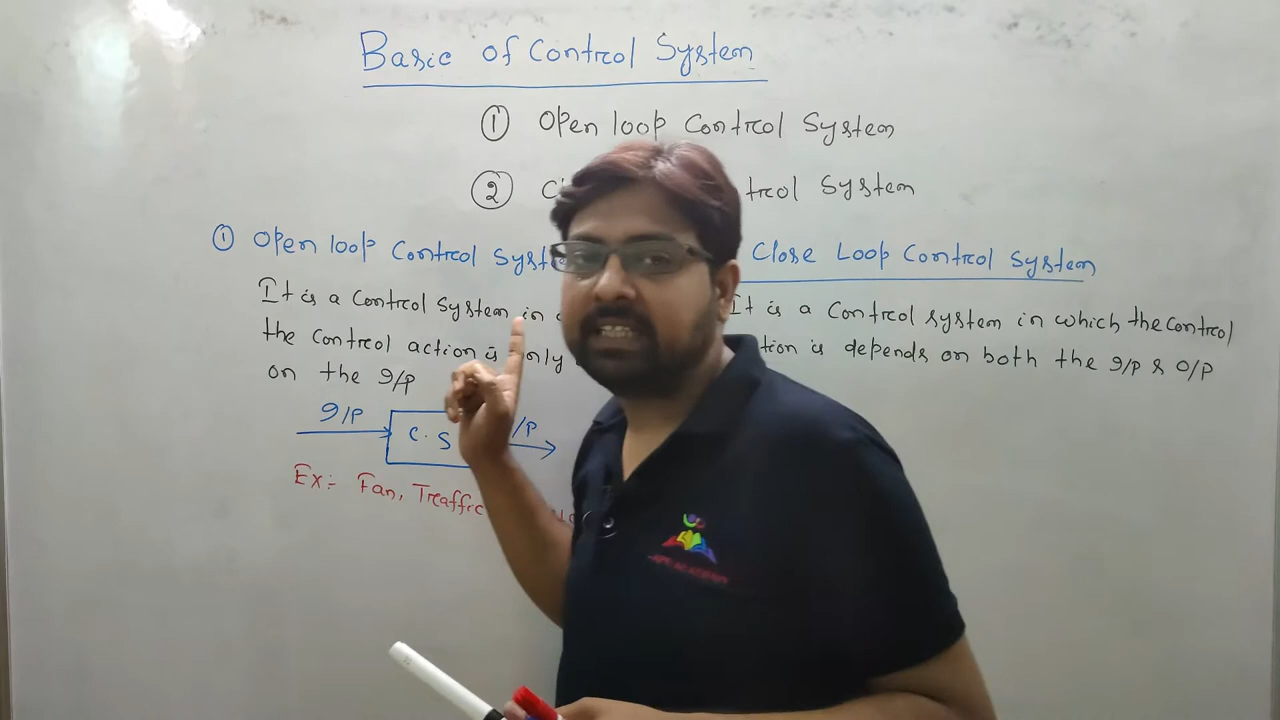 Basic of Control System
① Open loop Control System
② trol System
① Open loop Control Syst
Close Loop Control System
It is a Control System in
the Control action is only
on the I/P
It is a Control system in which the Control
tion is depends on both the I/P & O/P
I/P
C.S
/P
Ex:- Fan, Traffic